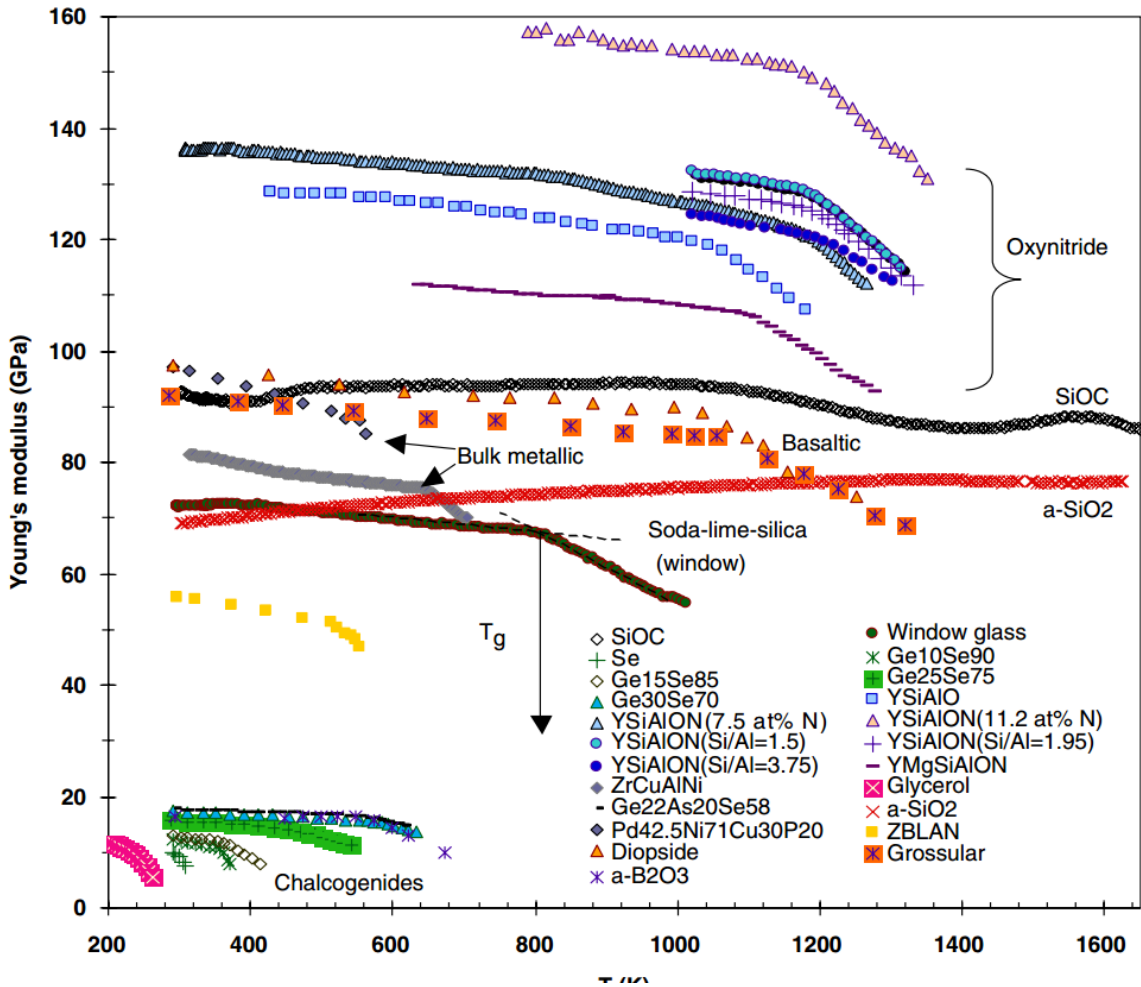 160
140
120
100
80
60
40
20
0
Young's modulus (GPa)
Oxynitride
SiOC
Basaltic
Bulk metallic
a-SiO2
Soda-lime-silica
(window)
Tg
SiOC
Se
Ge15Se85
Ge30Se70
YSiAlON(7.5 at% N)
YSiAlON(Si/Al=1.5)
YSiAlON(Si/Al=3.75)
ZrCuAlNi
Ge22As20Se58
Pd42.5Ni71Cu30P20
Diopside
a-B2O3
Window glass
Ge10Se90
Ge25Se75
YSiAlO
YSiAlON(11.2 at% N)
YSiAlON(Si/Al=1.95)
YMgSiAlON
Glycerol
a-SiO2
ZBLAN
Grossular
Chalcogenides
200 400 600 800 1000 1200 1400 1600
T (K)